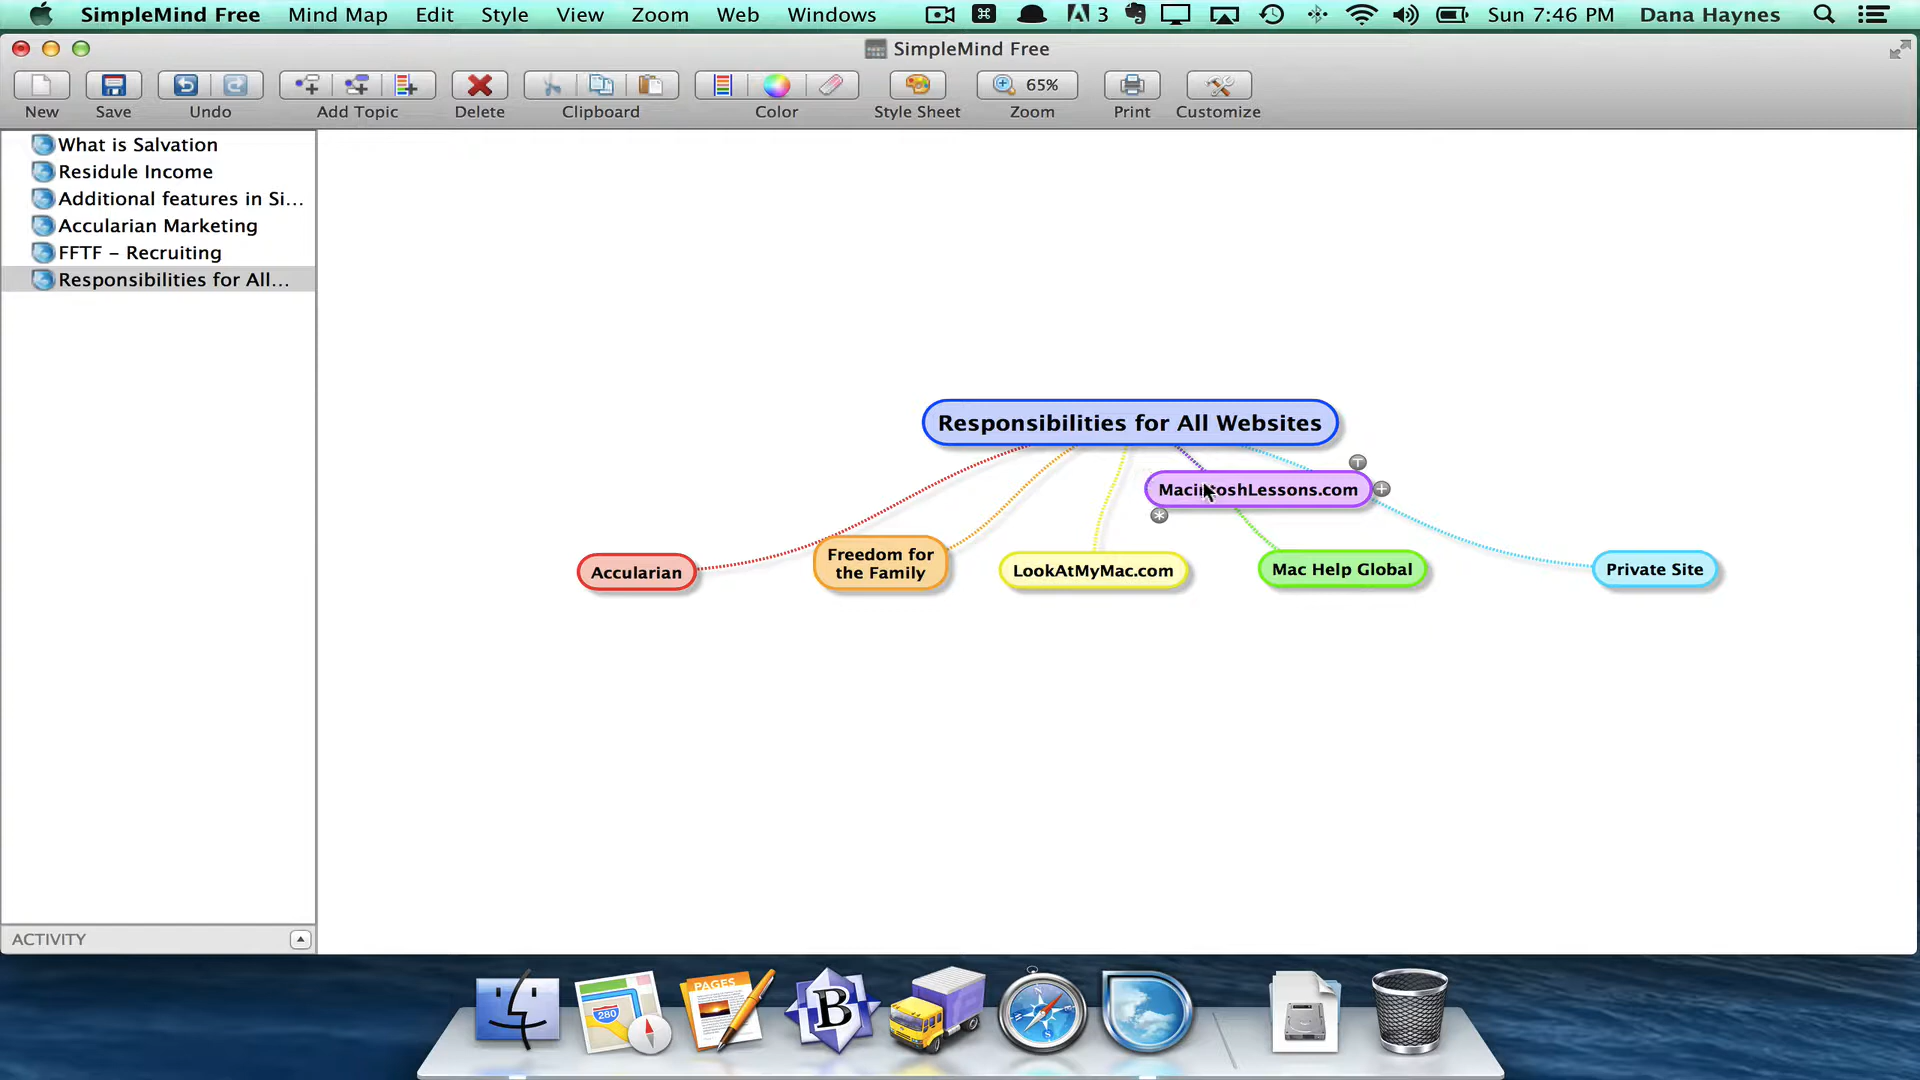 SimpleMind Free Mind Map Edit Style View Zoom Web Windows 3 Sun 7:46 PM Dana Haynes
SimpleMind Free
65%
New Save Undo Add Topic Delete Clipboard Color Style Sheet Zoom Print Customize
What is Salvation
Residule Income
Additional features in Si...
Accularian Marketing
FFTF – Recruiting
Responsibilities for All...
Responsibilities for All Websites
MacintoshLessons.com
Accularian
Freedom for
the Family
LookAtMyMac.com
Mac Help Global
Private Site
ACTIVITY
280
PAGES
B